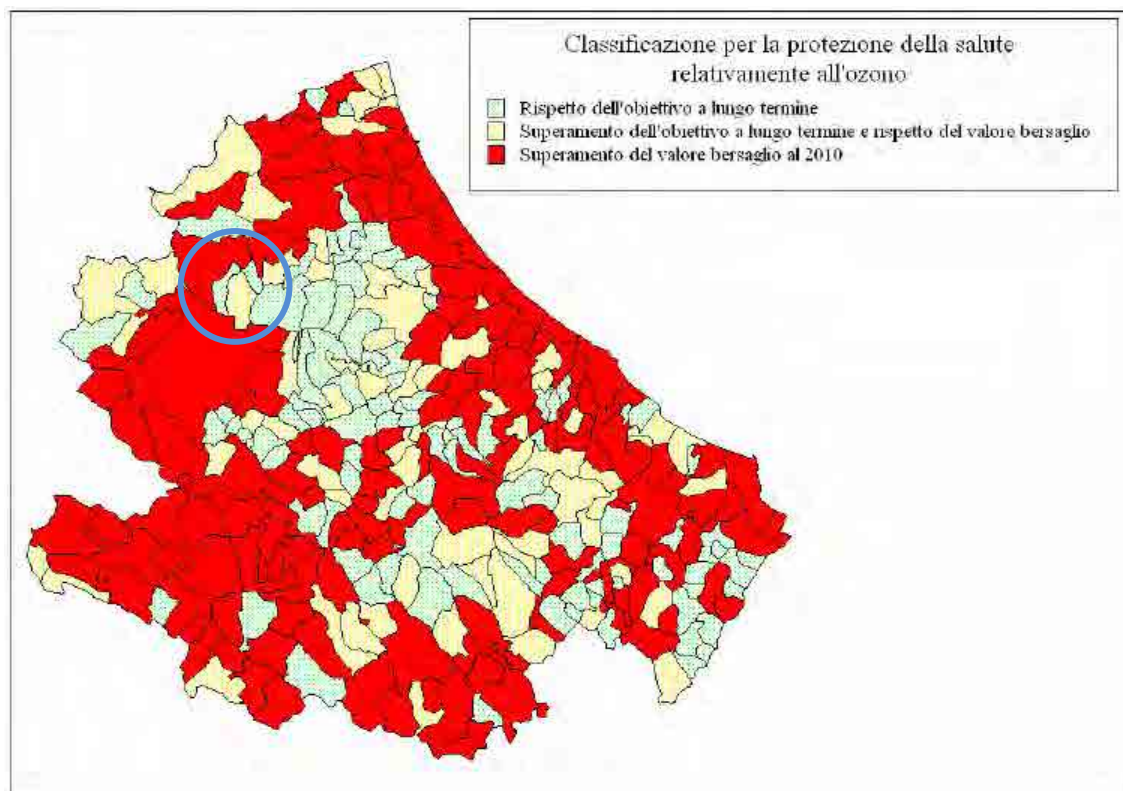 Classificazione per la protezione della salute
relativamente all'ozono
Rispetto dell'obiettivo a lungo termine
Superamento dell'obiettivo a lungo termine e rispetto del valore bersaglio
Superamento del valore bersaglio al 2010